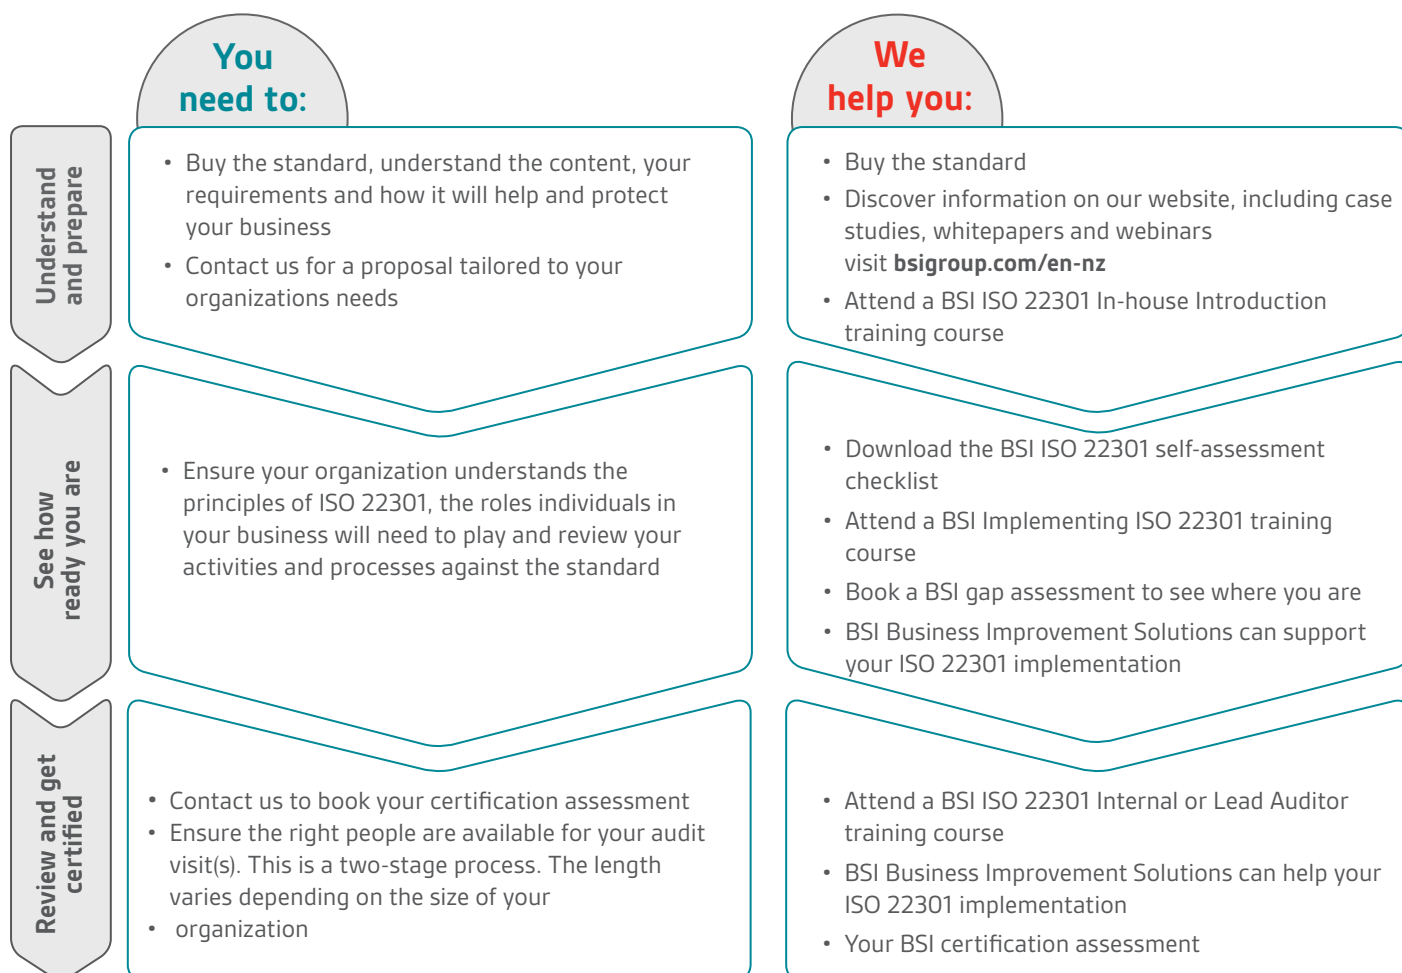 You
need to:
We
help you:
Understand
and prepare
• Buy the standard, understand the content, your
requirements and how it will help and protect
your business
• Contact us for a proposal tailored to your
organizations needs
• Buy the standard
• Discover information on our website, including case
studies, whitepapers and webinars
visit bsigroup.com/en-nz
• Attend a BSI ISO 22301 In-house Introduction
training course
See how
ready you are
• Ensure your organization understands the
principles of ISO 22301, the roles individuals in
your business will need to play and review your
activities and processes against the standard
• Download the BSI ISO 22301 self-assessment
checklist
• Attend a BSI Implementing ISO 22301 training
course
• Book a BSI gap assessment to see where you are
• BSI Business Improvement Solutions can support
your ISO 22301 implementation
Review and get
certified
• Contact us to book your certification assessment
• Ensure the right people are available for your audit
visit(s). This is a two-stage process. The length
varies depending on the size of your
• organization
• Attend a BSI ISO 22301 Internal or Lead Auditor
training course
• BSI Business Improvement Solutions can help your
ISO 22301 implementation
• Your BSI certification assessment